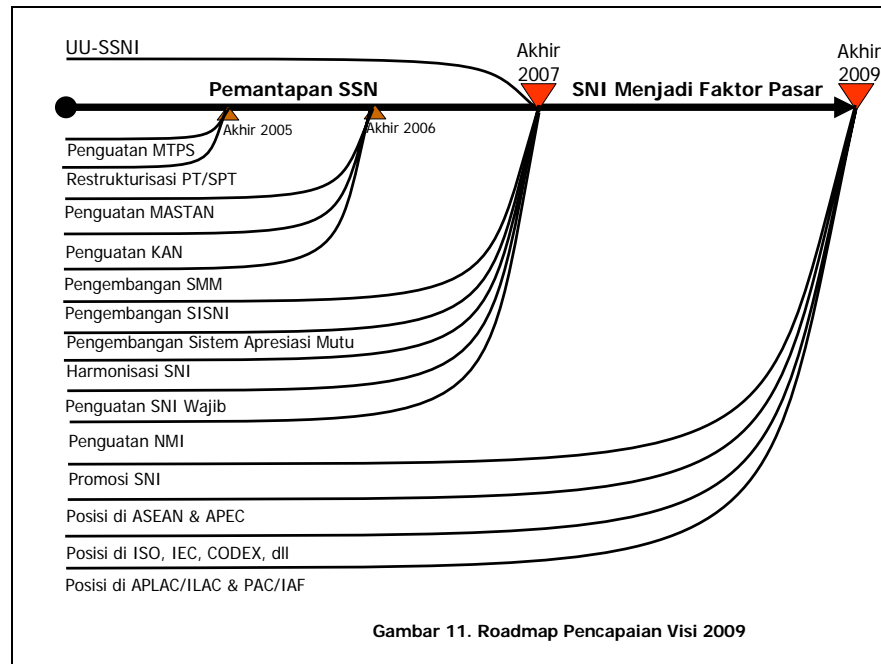 UU-SSNI
Akhir
2007
Akhir
2009
Pemantapan SSN
SNI Menjadi Faktor Pasar
Akhir 2005
Akhir 2006
Penguatan MTPS
Restrukturisasi PT/SPT
Penguatan MASTAN
Penguatan KAN
Pengembangan SMM
Pengembangan SISNI
Pengembangan Sistem Apresiasi Mutu
Harmonisasi SNI
Penguatan SNI Wajib
Penguatan NMI
Promosi SNI
Posisi di ASEAN & APEC
Posisi di ISO, IEC, CODEX, dll
Posisi di APLAC/ILAC & PAC/IAF
Gambar 11. Roadmap Pencapaian Visi 2009